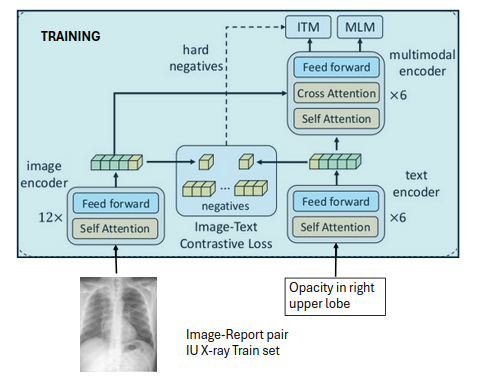 TRAINING
ITM
MLM
hard
negatives
multimodal
encoder
Feed forward
Cross Attention
×6
Self Attention
image
encoder
text
encoder
12×
Feed forward
Self Attention
negatives
Image-Text
Contrastive Loss
Feed forward
×6
Self Attention
Opacity in right
upper lobe
Image-Report pair
IU X-ray Train set